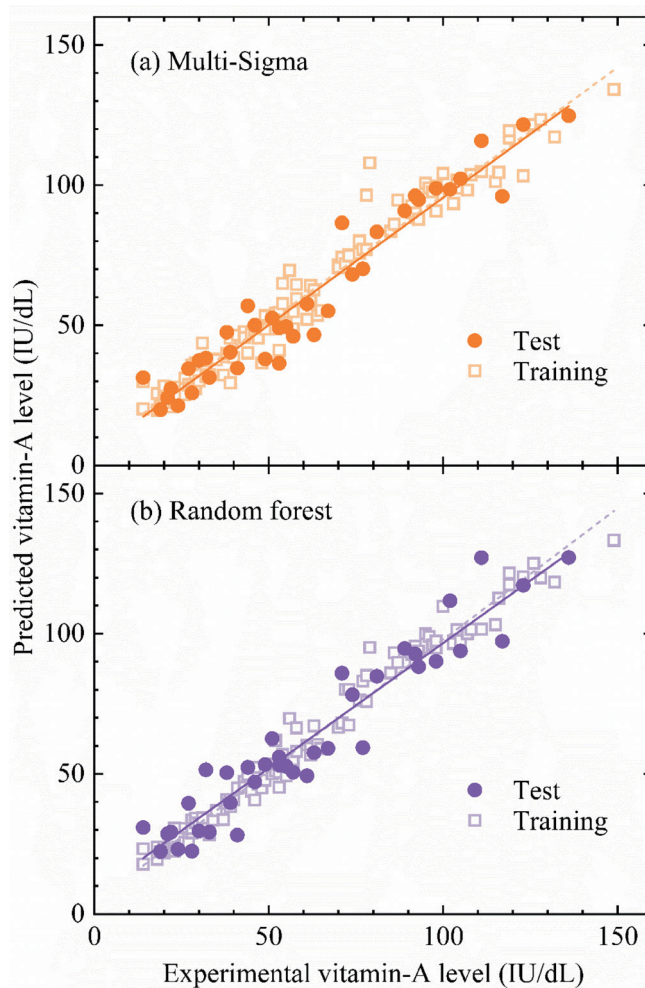 150
(a) Multi-Sigma
100
50
Test
Training
0
150
(b) Random forest
100
50
Test
Training
0
0
50
100
150
Predicted vitamin-A level (IU/dL)
Experimental vitamin-A level (IU/dL)